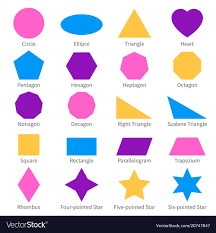 Circle Ellipce Triangle Heart
Pentagon Hexagon Heptagon Octagon
Nonagon Decagon Right Triangle Scalene Triangle
Square Rectangle Parallelogram Trapezium
Rhombus Four-pointed Star Five-pointed Star Six-pointed Star
VectorStock
VectorStock.com/20747847